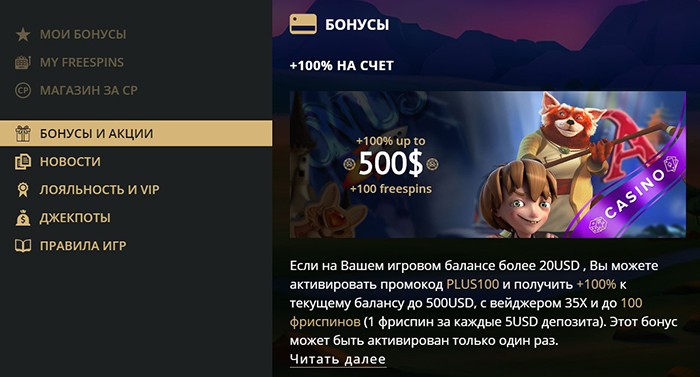 МОИ БОНУСЫ
MY FREESPINS
CP МАГАЗИН ЗА CP
БОНУСЫ И АКЦИИ
НОВОСТИ
ЛОЯЛЬНОСТЬ И VIP
ДЖЕКПОТЫ
ПРАВИЛА ИГР
БОНУСЫ
+100% НА СЧЕТ
+100% up to
500$
+100 freespins
CASINO
Если на Вашем игровом балансе более 20USD , Вы можете
активировать промокод PLUS100 и получить +100% к
текущему балансу до 500USD, с вейджером 35X и до 100
фриспинов (1 фриспин за каждые 5USD депозита). Этот бонус
может быть активирован только один раз.
Читать далее